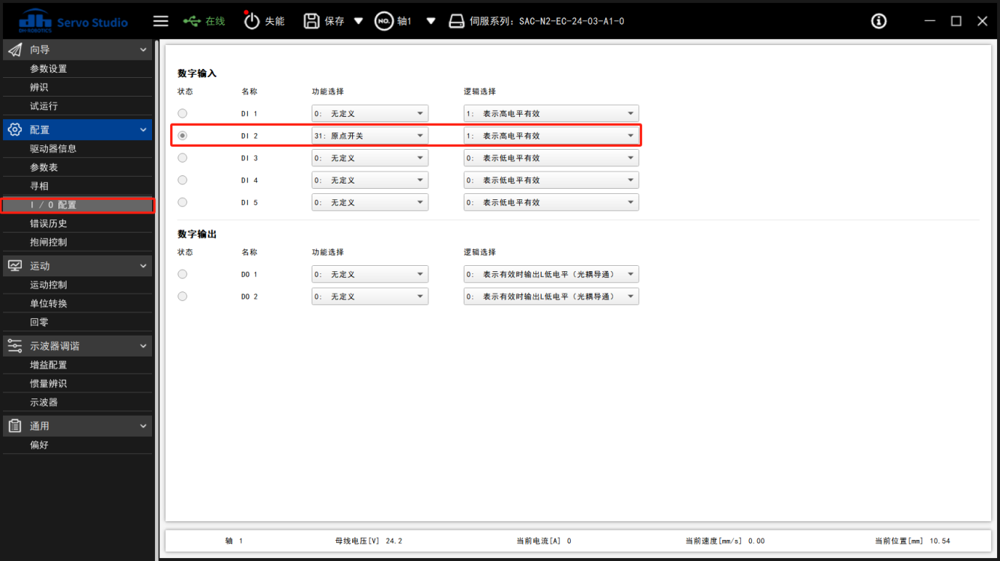 dh DH-ROBOTICS Servo Studio 在线 失能 保存 NO. 轴1 伺服系列: SAC-N2-EC-24-03-A1-0
向导
参数设置
辨识
试运行
配置
驱动器信息
参数表
寻相
I / O 配置
错误历史
抱闸控制
运动
运动控制
单位转换
回零
示波器调谐
增益配置
惯量辨识
示波器
通用
偏好
数字输入
状态 名称 功能选择 逻辑选择
DI 1 0: 无定义 1: 表示高电平有效
DI 2 31: 原点开关 1: 表示高电平有效
DI 3 0: 无定义 0: 表示低电平有效
DI 4 0: 无定义 0: 表示低电平有效
DI 5 0: 无定义 0: 表示低电平有效
数字输出
状态 名称 功能选择 逻辑选择
DO 1 0: 无定义 0: 表示有效时输出L低电平（光耦导通）
DO 2 0: 无定义 0: 表示有效时输出L低电平（光耦导通）
轴 1 母线电压[V] 24.2 当前电流[A] 0 当前速度[mm/s] 0.00 当前位置[mm] 10.54